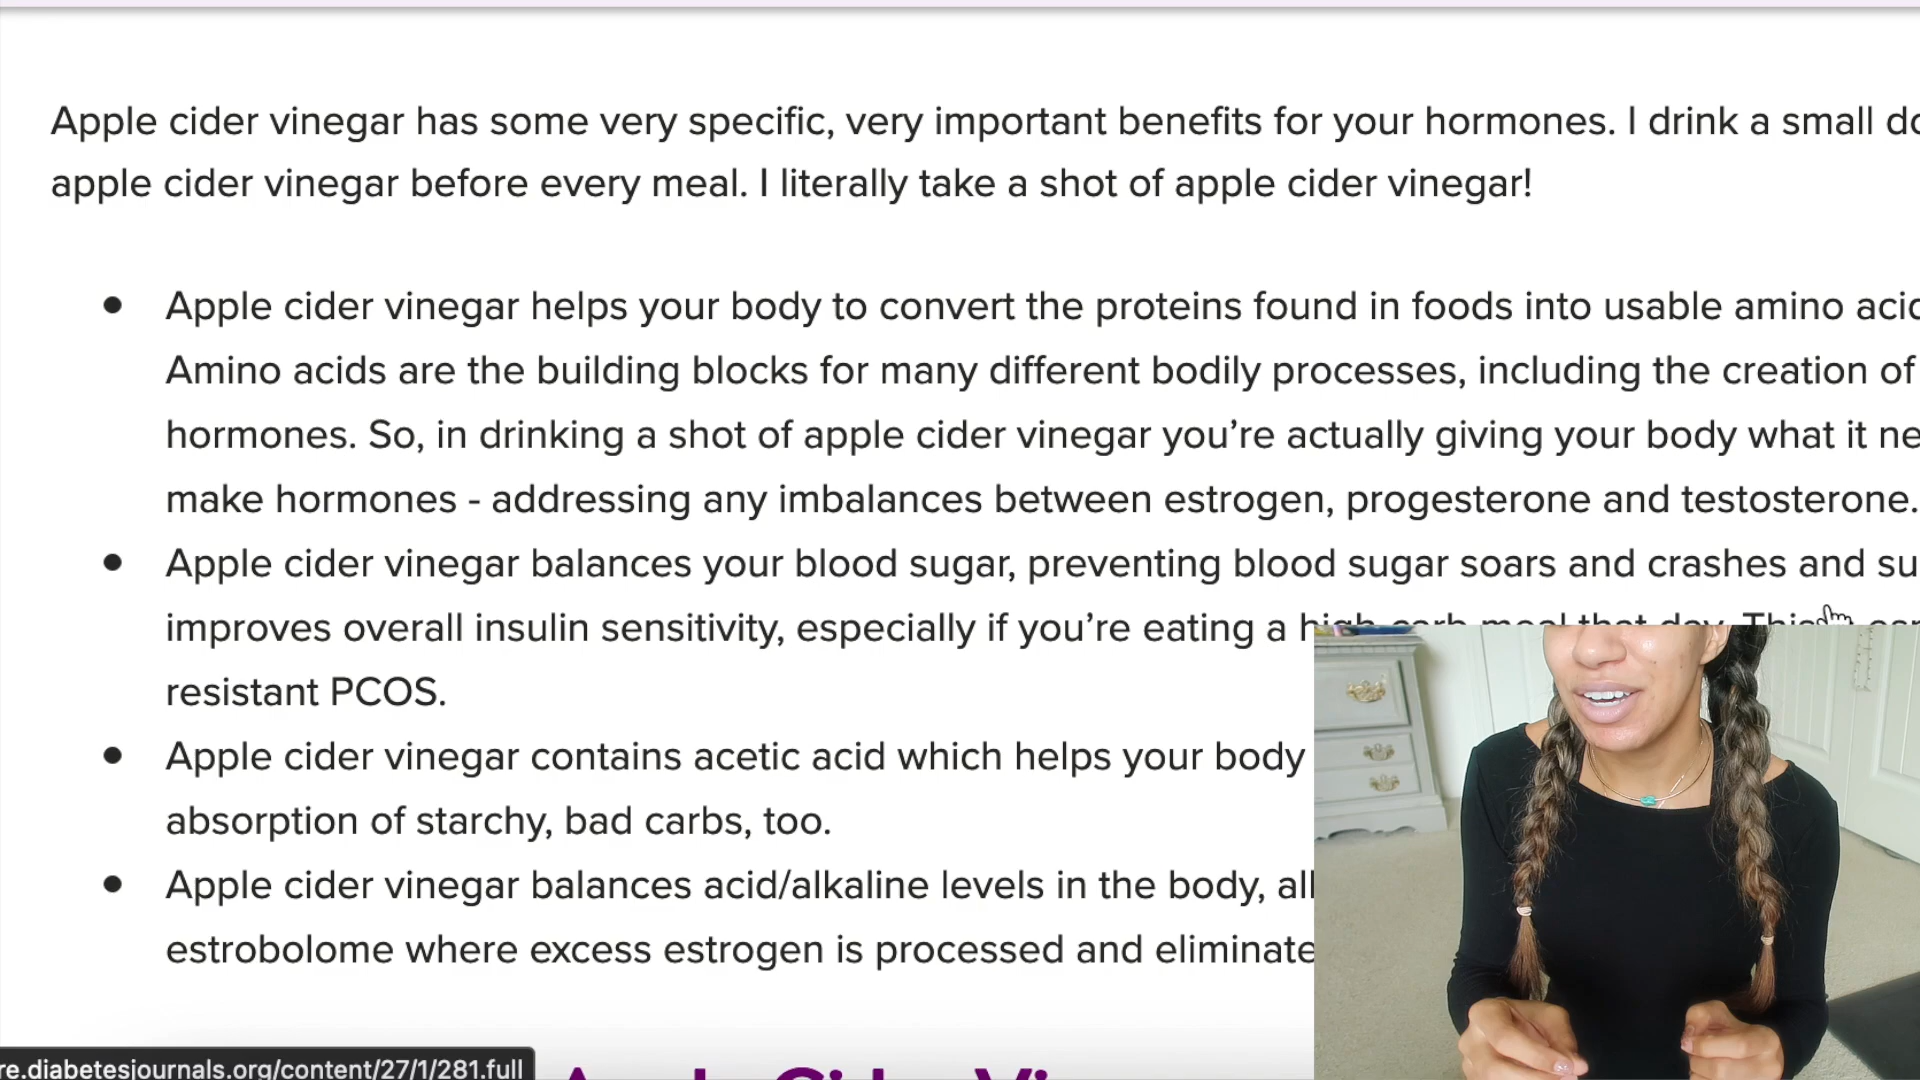 Apple cider vinegar has some very specific, very important benefits for your hormones. I drink a small
apple cider vinegar before every meal. I literally take a shot of apple cider vinegar!
Apple cider vinegar helps your body to convert the proteins found in foods into usable amino
Amino acids are the building blocks for many different bodily processes, including the creation of
hormones. So, in drinking a shot of apple cider vinegar you’re actually giving your body what it
make hormones - addressing any imbalances between estrogen, progesterone and testosterone.
Apple cider vinegar balances your blood sugar, preventing blood sugar soars and crashes and
improves overall insulin sensitivity, especially if you’re eating a high carb meal that day. This
resistant PCOS.
Apple cider vinegar contains acetic acid which helps your body
absorption of starchy, bad carbs, too.
Apple cider vinegar balances acid/alkaline levels in the body,
estrobolome where excess estrogen is processed and
re.diabetesjournals.org/content/27/1/281.full